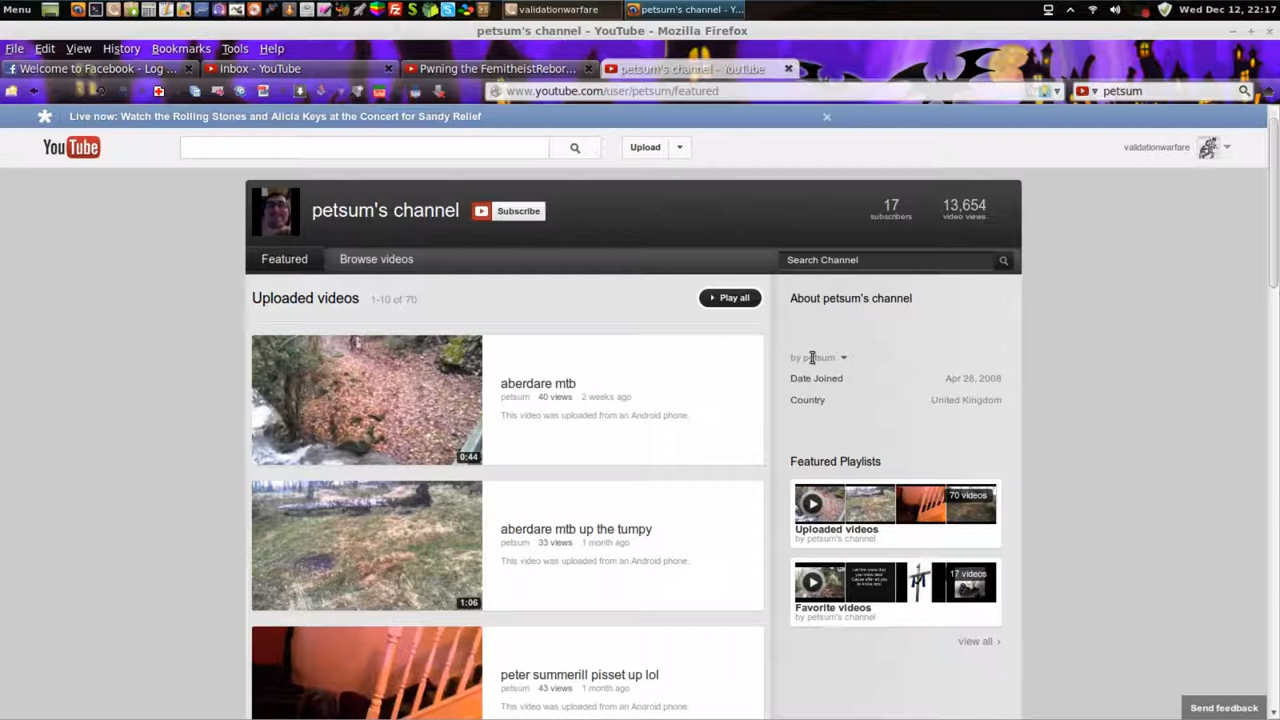 Menu
validationwarfare
petsum's channel - Y...
Wed Dec 12, 22:17
petsum's channel - YouTube - Mozilla Firefox
File Edit View History Bookmarks Tools Help
Welcome to Facebook - Log ...
Inbox - YouTube
Pwning the FemitheistRebor...
petsum's channel - YouTube
www.youtube.com/user/petsum/featured
petsum
Live now: Watch the Rolling Stones and Alicia Keys at the Concert for Sandy Relief
YouTube
Upload
validationwarfare
petsum's channel
Subscribe
17
subscribers
13,654
video views
Featured
Browse videos
Search Channel
Uploaded videos 1-10 of 70
Play all
About petsum's channel
by petsum
Date Joined Apr 28, 2008
Country United Kingdom
aberdare mtb
petsum 40 views 2 weeks ago
This video was uploaded from an Android phone.
0:44
aberdare mtb up the tumpy
petsum 33 views 1 month ago
This video was uploaded from an Android phone.
1:06
peter summerill pisset up lol
petsum 43 views 1 month ago
This video was uploaded from an Android phone.
Featured Playlists
70 videos
Uploaded videos
by petsum's channel
17 videos
Favorite videos
by petsum's channel
view all ›
Send feedback